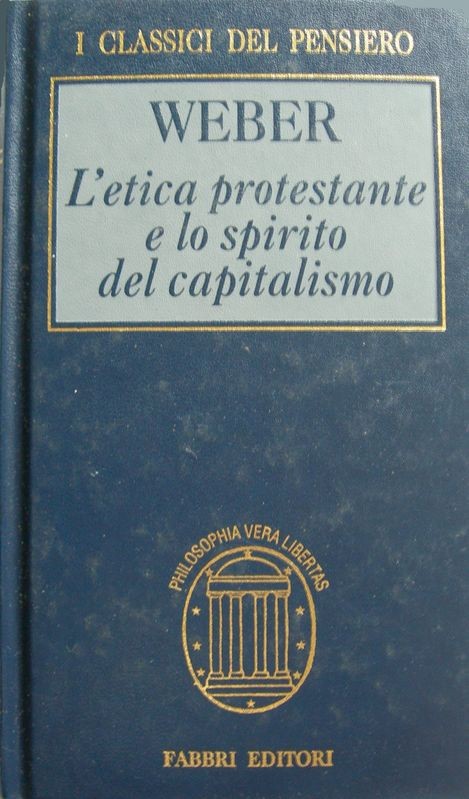 I CLASSICI DEL PENSIERO
WEBER
L'etica protestante
e lo spirito
del capitalismo
PHILOSOPHIA VERA LIBERTAS
FABBRI EDITORI